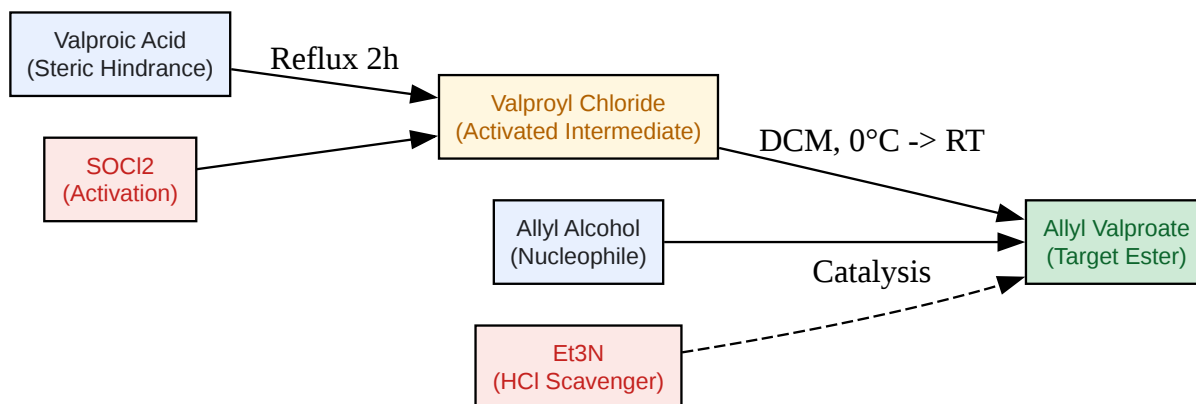 Valproic Acid
(Steric Hindrance)
Reflux 2h
SOCl2
(Activation)
Valproyl Chloride
(Activated Intermediate)
DCM, 0°C -> RT
Allyl Alcohol
(Nucleophile)
Allyl Valproate
(Target Ester)
Catalysis
Et3N
(HCl Scavenger)